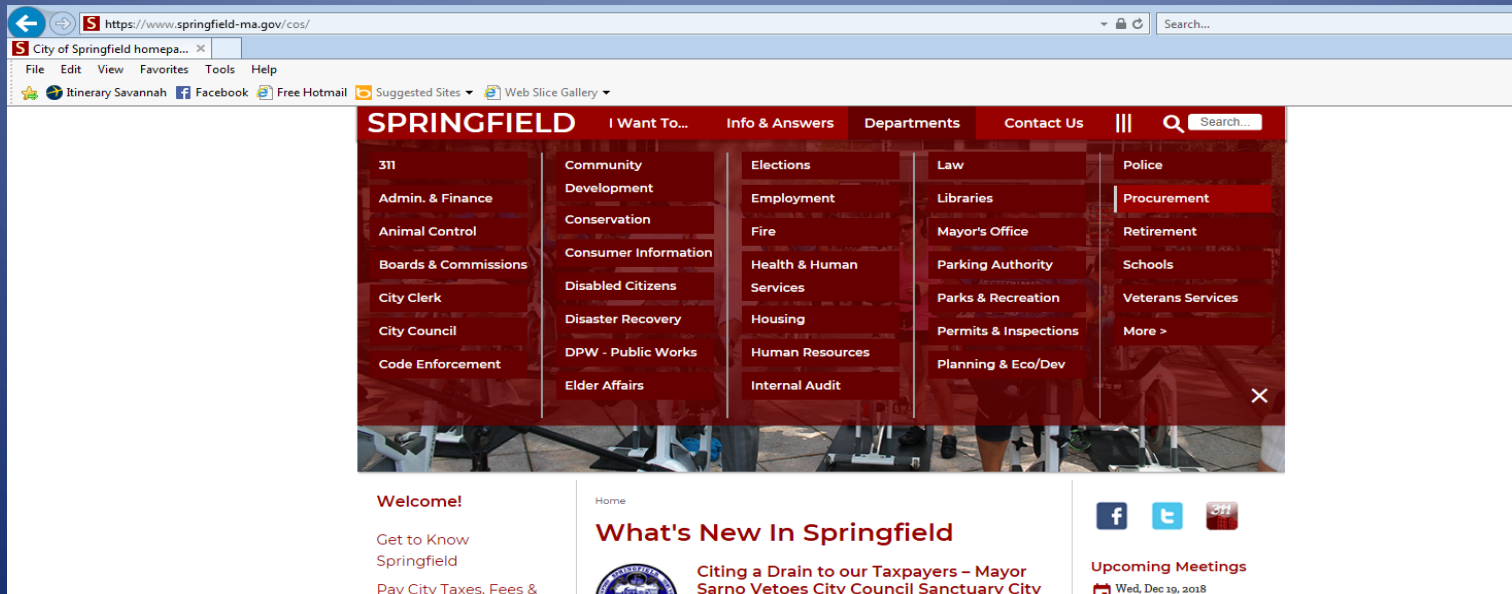 https://www.springfield-ma.gov/cos/
Search...
S City of Springfield homepa...
File Edit View Favorites Tools Help
Itinerary Savannah Facebook Free Hotmail Suggested Sites Web Slice Gallery
SPRINGFIELD I Want To... Info & Answers Departments Contact Us Search...
311
Admin. & Finance
Animal Control
Boards & Commissions
City Clerk
City Council
Code Enforcement
Community
Development
Conservation
Consumer Information
Disabled Citizens
Disaster Recovery
DPW - Public Works
Elder Affairs
Elections
Employment
Fire
Health & Human
Services
Housing
Human Resources
Internal Audit
Law
Libraries
Mayor's Office
Parking Authority
Parks & Recreation
Permits & Inspections
Planning & Eco/Dev
Police
Procurement
Retirement
Schools
Veterans Services
More >
Welcome!
Get to Know
Springfield
Pay City Taxes, Fees &
Home
What's New In Springfield
Citing a Drain to our Taxpayers – Mayor
Sarno Vetoes City Council Sanctuary City
311
Upcoming Meetings
Wed, Dec 19, 2018